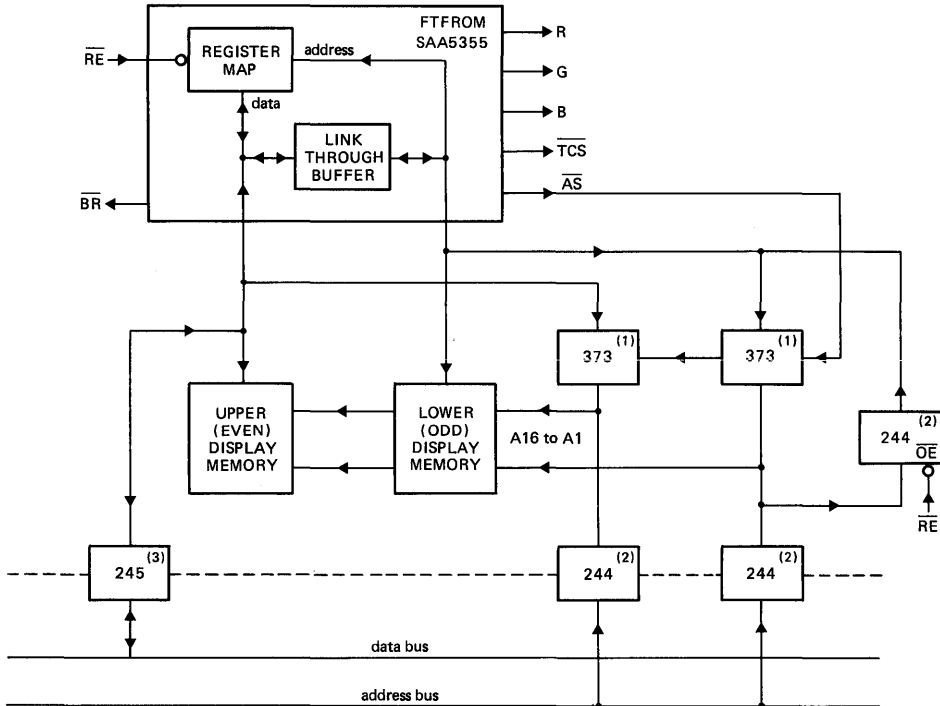 FTFROM
SAA5355
RE
REGISTER
MAP
address
data
LINK
THROUGH
BUFFER
BR
R
G
B
TCS
AS
373
(1)
373
(1)
UPPER
(EVEN)
DISPLAY
MEMORY
LOWER
(ODD)
DISPLAY
MEMORY
A16 to A1
244
(2)
OE
RE
245
(3)
244
(2)
244
(2)
data bus
address bus